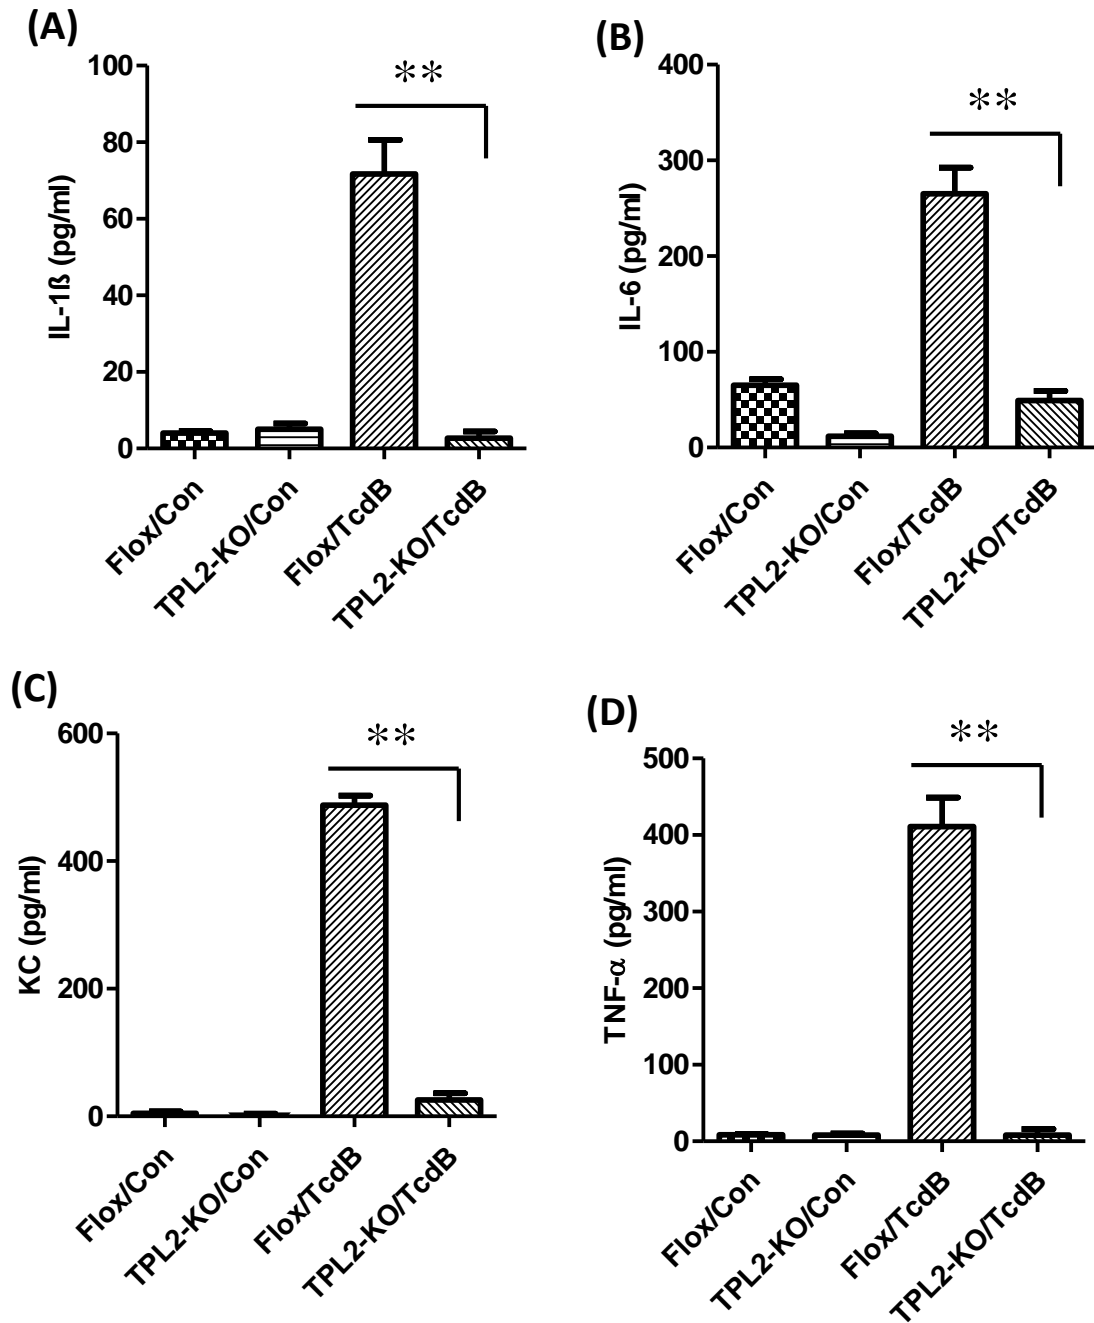 (A)
100
80
60
40
20
0
IL-1ß (pg/ml)
**
Flox/Con
TPL2-KO/Con
Flox/TcdB
TPL2-KO/TcdB
(B)
400
300
200
100
0
IL-6 (pg/ml)
**
Flox/Con
TPL2-KO/Con
Flox/TcdB
TPL2-KO/TcdB
(C)
600
400
200
0
KC (pg/ml)
**
Flox/Con
TPL2-KO/Con
Flox/TcdB
TPL2-KO/TcdB
(D)
500
400
300
200
100
0
TNF-α (pg/ml)
**
Flox/Con
TPL2-KO/Con
Flox/TcdB
TPL2-KO/TcdB